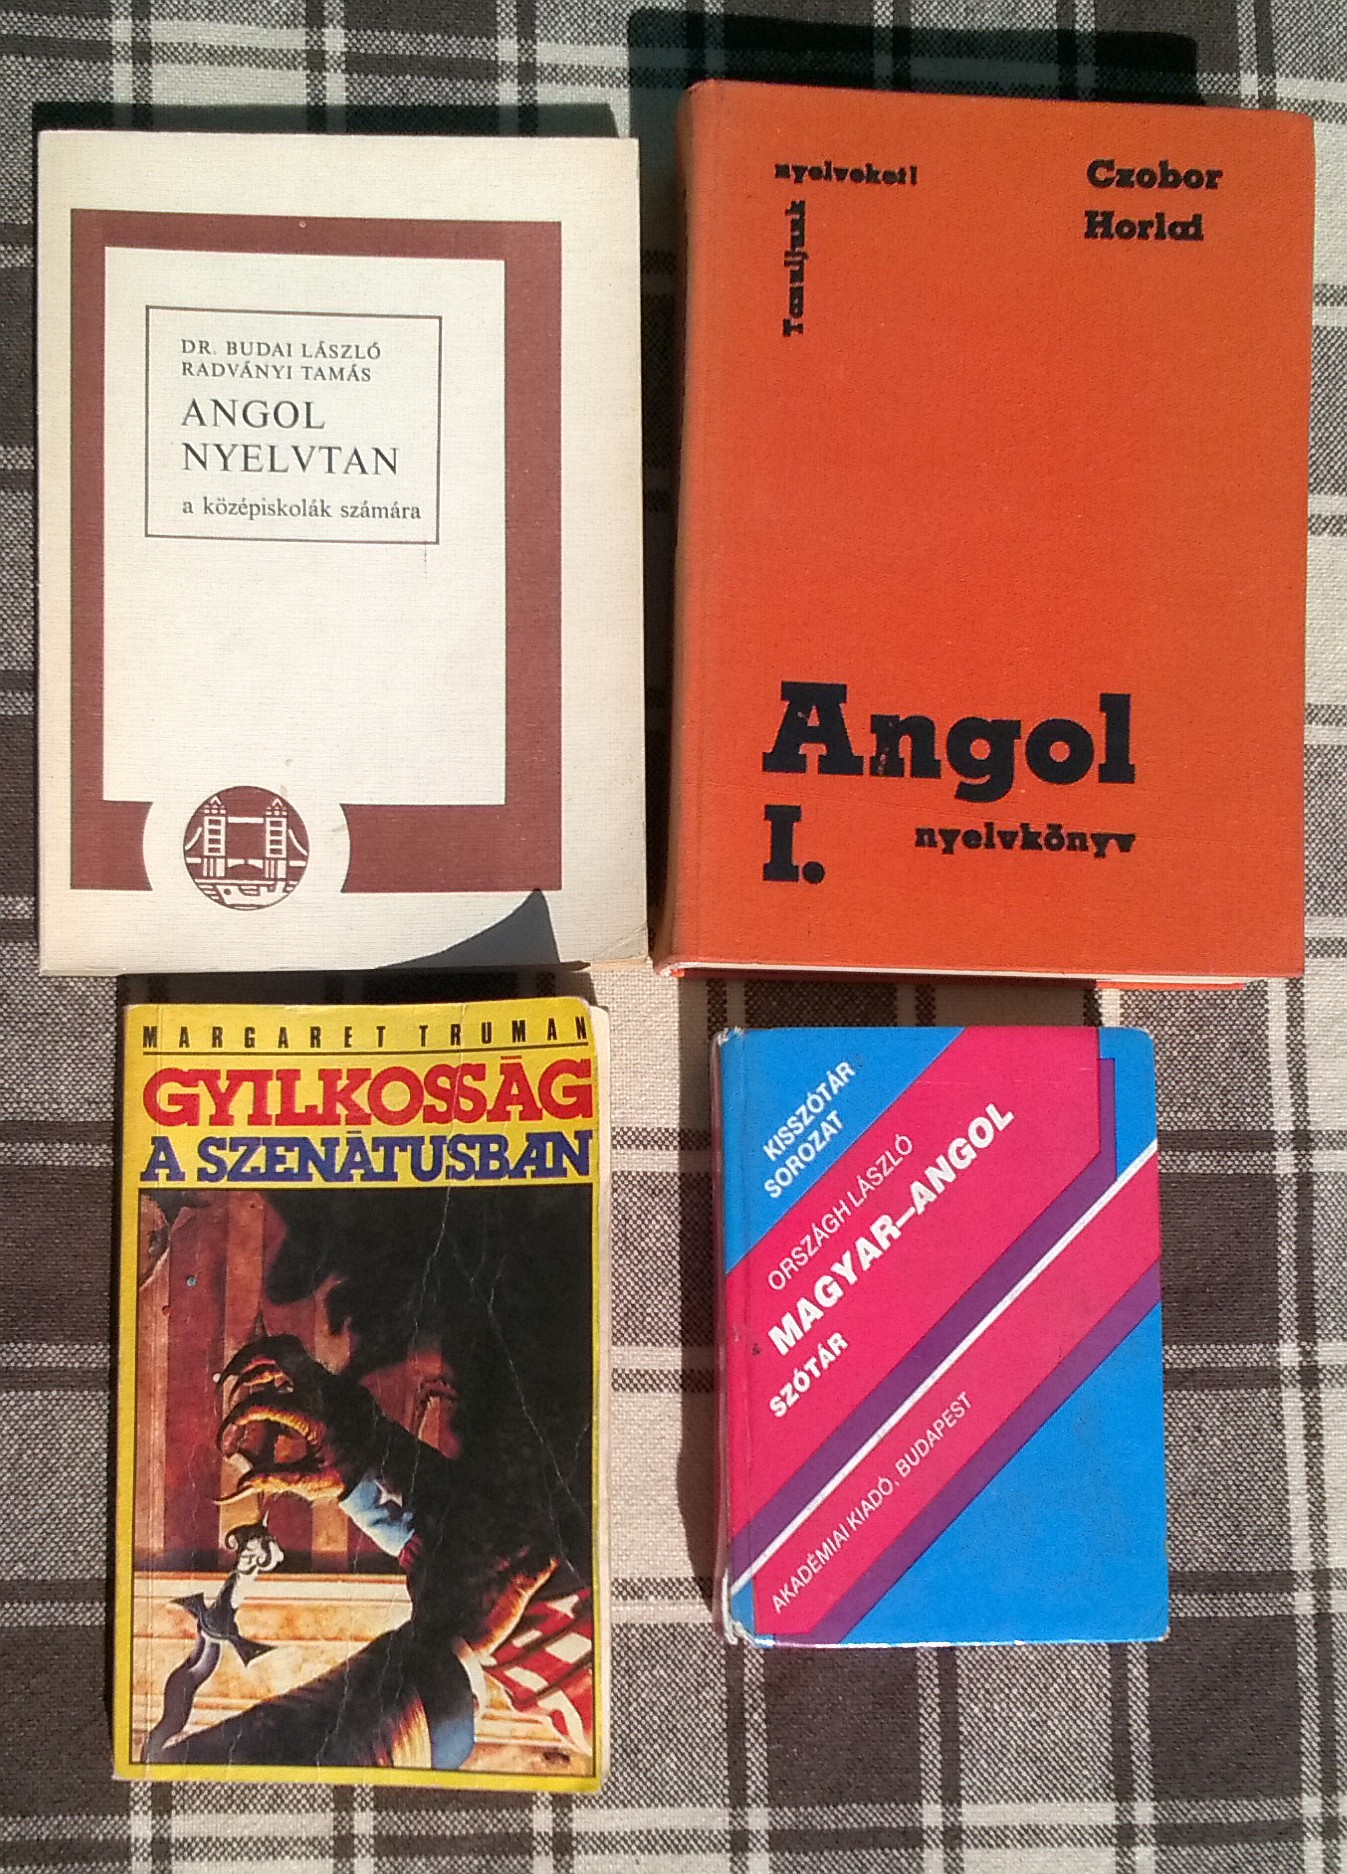 DR. BUDAI LÁSZLÓ
RADVÁNYI TAMÁS
ANGOL
NYELVTAN
a középiskolák számára
Tanuljunk
nyelveket!
Czobor
Horlai
Angol
I.
nyelvkönyv
MARGARET TRUMAN
GYILKOSSÁG
A SZENÁTUSBAN
KISSZÓTÁR
SOROZAT
ORSZÁGH LÁSZLÓ
MAGYAR–ANGOL
SZÓTÁR
AKADÉMIAI KIADÓ, BUDAPEST